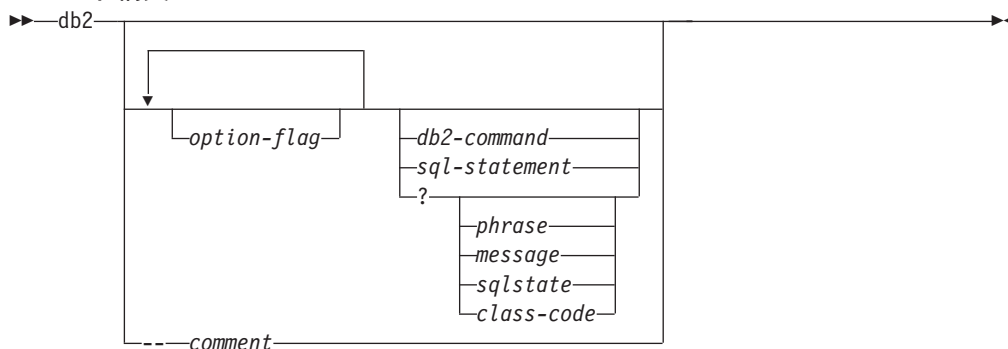 db2
option-flag
db2-command
sql-statement
?
phrase
message
sqlstate
class-code
-- comment